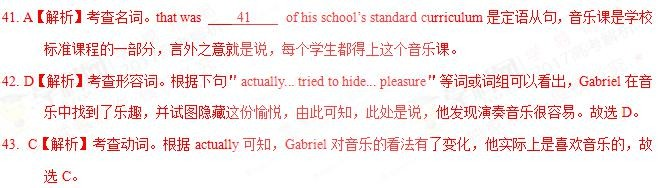 41. A【解析】考查名词。that was 41 of his school's standard curriculum 是定语从句，音乐课是学校
标准课程的一部分，言外之意就是说，每个学生都得上这个音乐课。
42. D【解析】考查形容词。根据下句" actually... tried to hide... pleasure"等词或词组可以看出，Gabriel 在音
乐中找到了乐趣，并试图隐藏这份愉悦，由此可知，此处是说，他发现演奏音乐很容易。故选 D。
43. C【解析】考查动词。根据 actually 可知，Gabriel 对音乐的看法有了变化，他实际上是喜欢音乐的，故
选 C。